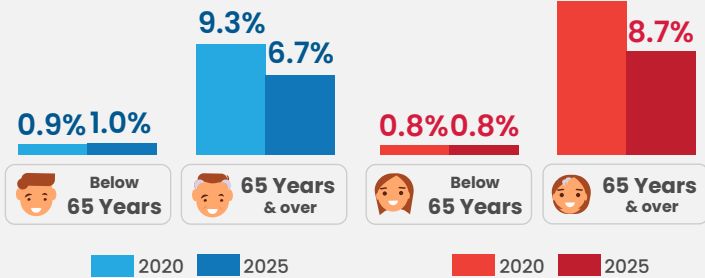 9.3%
6.7%
8.7%
0.9% 1.0%
0.8% 0.8%
Below
65 Years
65 Years
& over
Below
65 Years
65 Years
& over
2020 2025
2020 2025